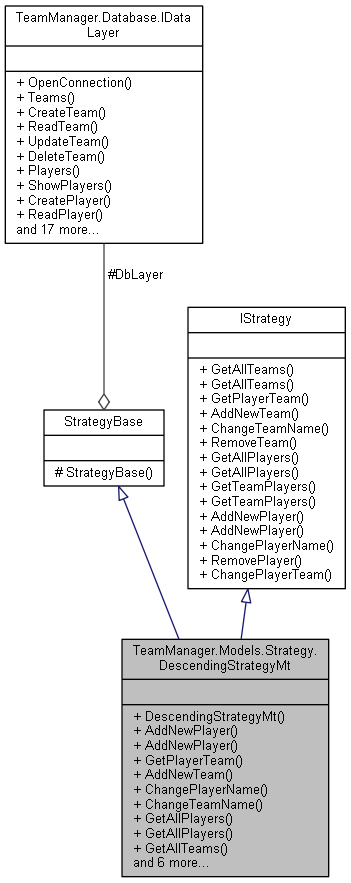 TeamManager.Database.IData
Layer
+ OpenConnection()
+ Teams()
+ CreateTeam()
+ ReadTeam()
+ UpdateTeam()
+ DeleteTeam()
+ Players()
+ ShowPlayers()
+ CreatePlayer()
+ ReadPlayer()
and 17 more...
#DbLayer
IStrategy
+ GetAllTeams()
+ GetAllTeams()
+ GetPlayerTeam()
+ AddNewTeam()
+ ChangeTeamName()
+ RemoveTeam()
+ GetAllPlayers()
+ GetAllPlayers()
+ GetTeamPlayers()
+ GetTeamPlayers()
+ AddNewPlayer()
+ AddNewPlayer()
+ ChangePlayerName()
+ RemovePlayer()
+ ChangePlayerTeam()
StrategyBase
# StrategyBase()
TeamManager.Models.Strategy.
DescendingStrategyMt
+ DescendingStrategyMt()
+ AddNewPlayer()
+ AddNewPlayer()
+ GetPlayerTeam()
+ AddNewTeam()
+ ChangePlayerName()
+ ChangeTeamName()
+ GetAllPlayers()
+ GetAllPlayers()
+ GetAllTeams()
and 6 more...